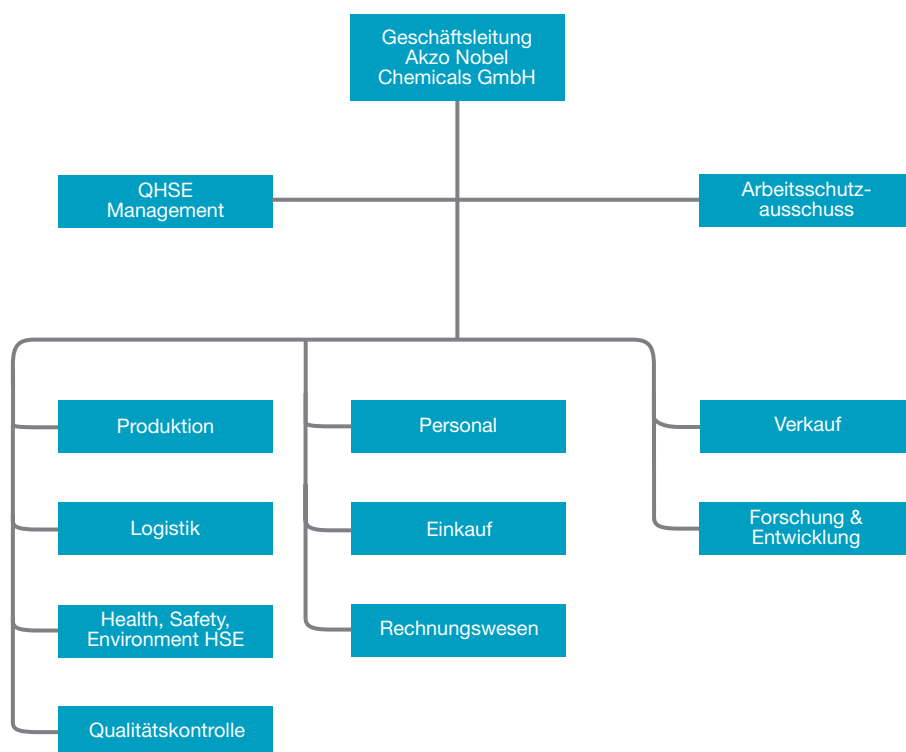 Geschäftsleitung
Akzo Nobel
Chemicals GmbH
QHSE
Management
Arbeitsschutz-
ausschuss
Produktion
Personal
Verkauf
Logistik
Einkauf
Forschung &
Entwicklung
Health, Safety,
Environment HSE
Rechnungswesen
Qualitätskontrolle